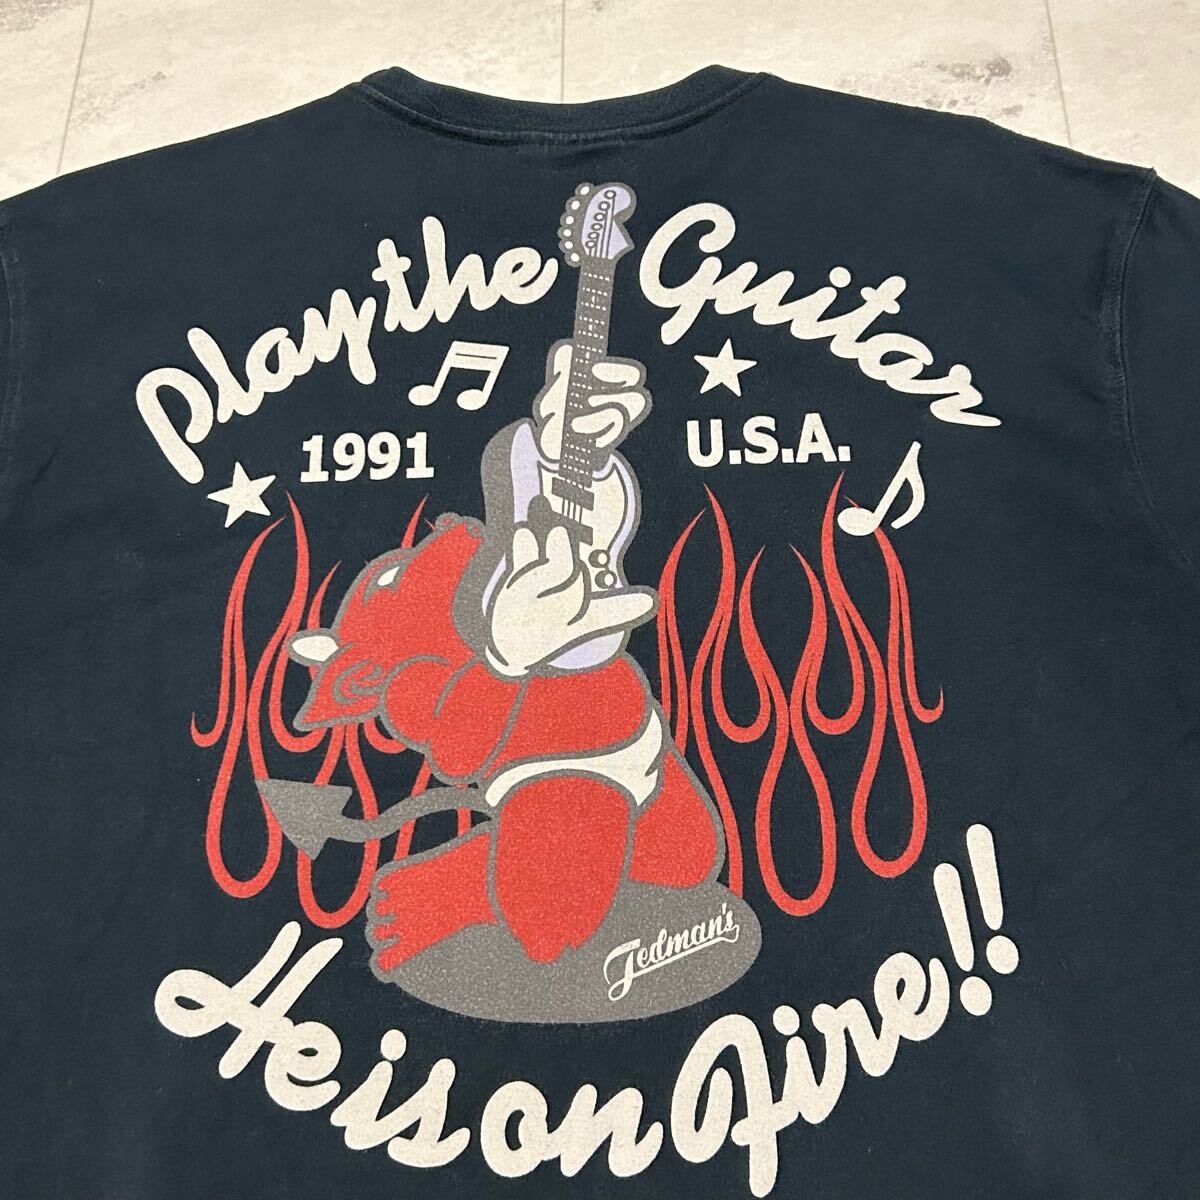 Play the Guitar
1991
U.S.A.
Tedman's
He is on Fire!!